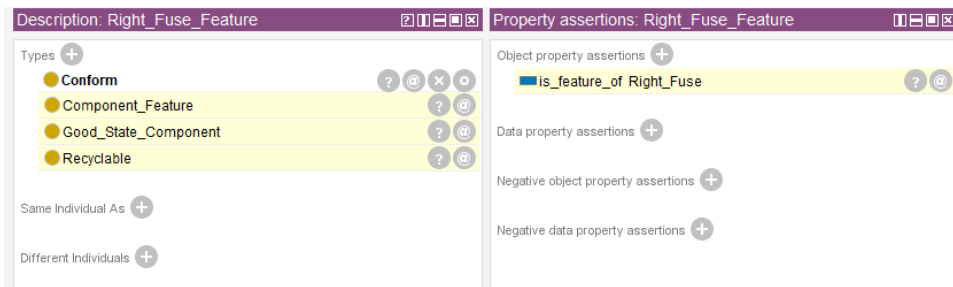 Description: Right_Fuse_Feature
Types
Conform
Component_Feature
Good_State_Component
Recyclable
Same Individual As
Different Individuals
Property assertions: Right_Fuse_Feature
Object property assertions
is_feature_of Right_Fuse
Data property assertions
Negative object property assertions
Negative data property assertions